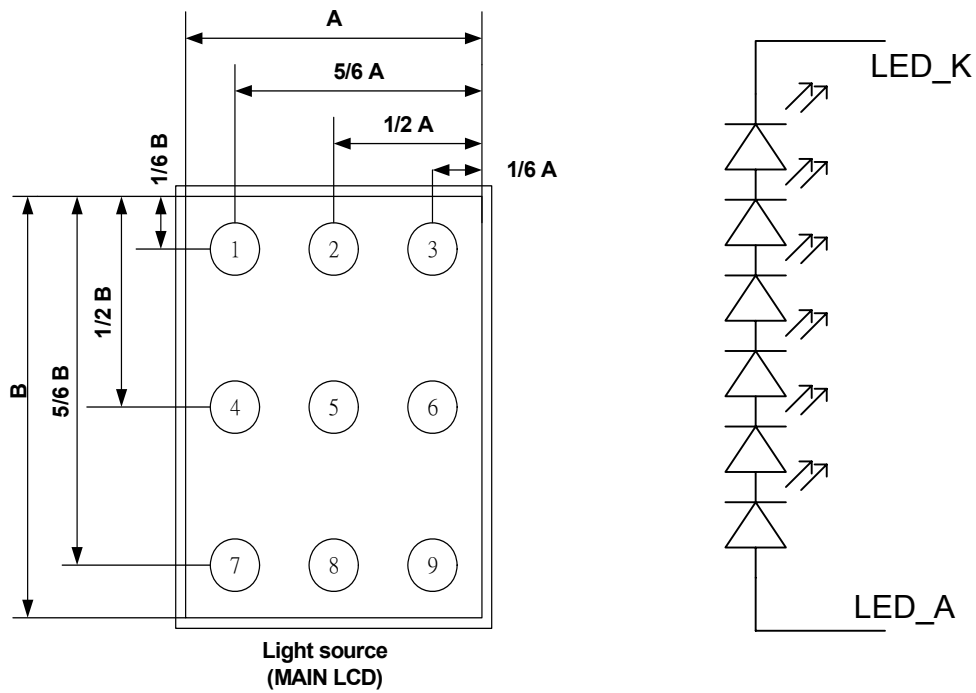 A
5/6 A
1/2 A
1/6 A
1/6 B
1/2 B
5/6 B
B
1 2 3
4 5 6
7 8 9
Light source
(MAIN LCD)
LED_K
LED_A